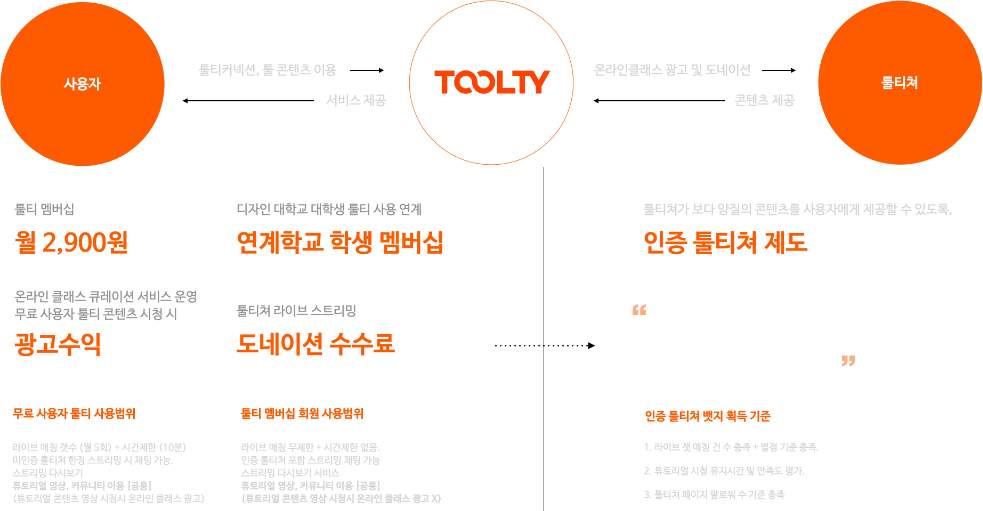 사용자
툴티커넥션, 툴 콘텐츠 이용
서비스 제공
TOOLTY
온라인클래스 광고 및 도네이션
콘텐츠 제공
툴티쳐
툴티 멤버십
월 2,900원
디자인 대학교 대학생 툴티 사용 연계
연계학교 학생 멤버십
툴티쳐가 보다 양질의 콘텐츠를 사용자에게 제공할 수 있도록,
인증 툴티쳐 제도
온라인 클래스 큐레이션 서비스 운영
무료 사용자 툴티 콘텐츠 시청 시
광고수익
툴티쳐 라이브 스트리밍
도네이션 수수료
“
”
무료 사용자 툴티 사용범위
라이브 매칭 갯수 (월 5회) + 시간제한 (10분)
미인증 툴티쳐 한정 스트리밍 시 채팅 가능.
스트리밍 다시보기
튜토리얼 영상, 커뮤니티 이용 [공통]
(튜토리얼 콘텐츠 영상 시청시 온라인 클래스 광고)
툴티 멤버십 회원 사용범위
라이브 매칭 무제한 + 시간제한 없음.
인증 툴티쳐 포함 스트리밍 채팅 가능
스트리밍 다시보기 서비스
튜토리얼 영상, 커뮤니티 이용 [공통]
(튜토리얼 콘텐츠 영상 시청시 온라인 클래스 광고 X)
인증 툴티쳐 뱃지 획득 기준
1. 라이브 챗 매칭 건 수 충족 + 별점 기준 충족.
2. 튜토리얼 시청 유지시간 및 만족도 평가.
3. 툴티쳐 페이지 팔로워 수 기준 충족